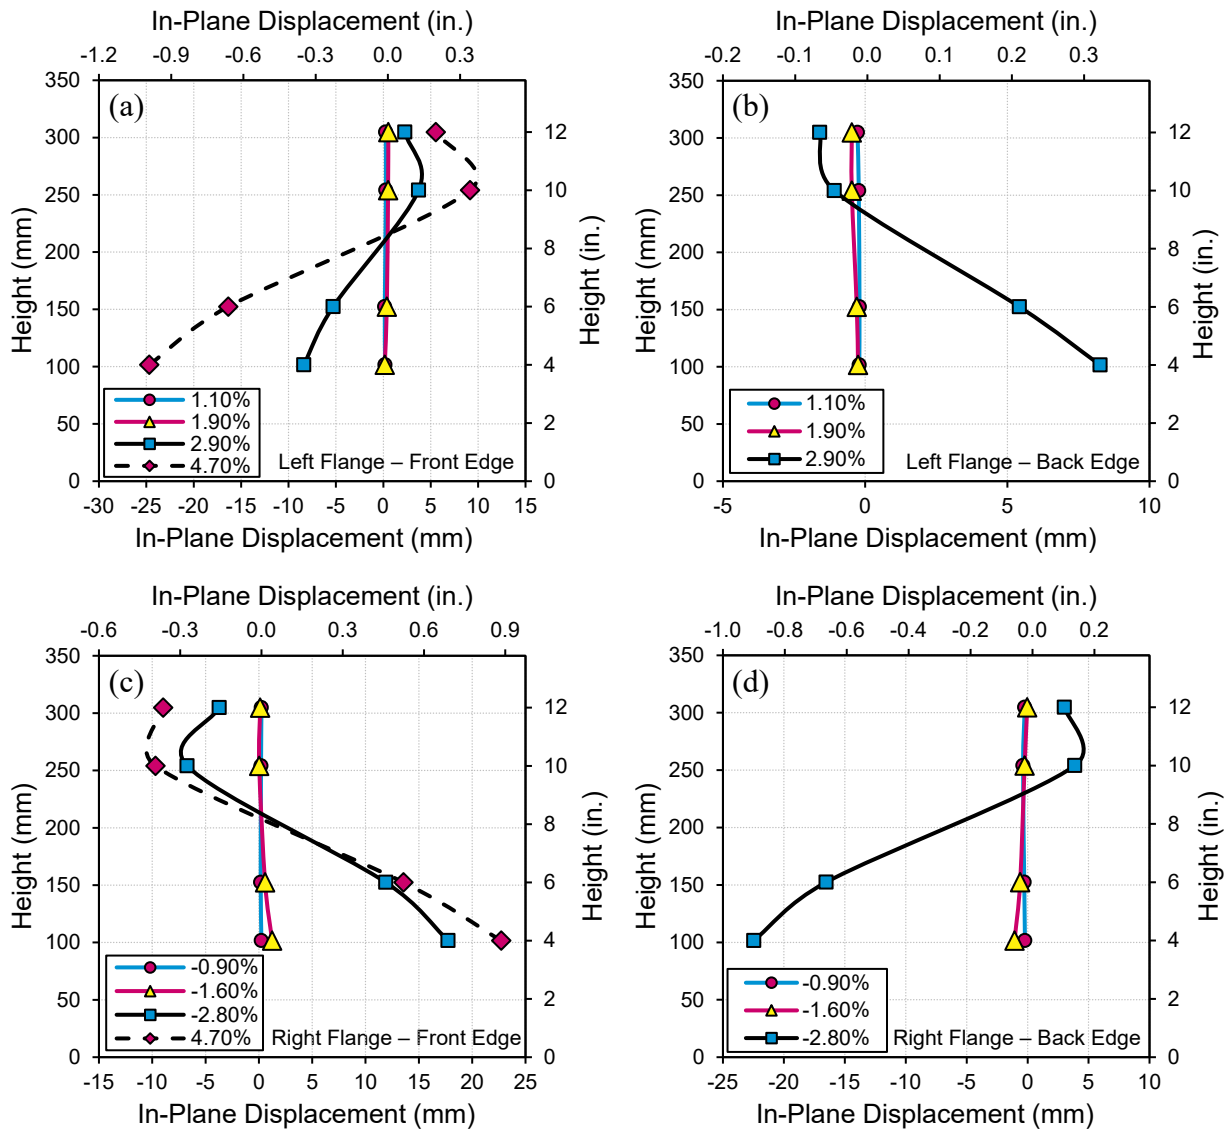 In-Plane Displacement (in.)
-1.2 -0.9 -0.6 -0.3 0.0 0.3
(a)
350
300
250
200
150
100
50
0
Height (mm)
12
10
8
6
4
2
0
Height (in.)
1.10%
1.90%
2.90%
4.70%
Left Flange – Front Edge
-30 -25 -20 -15 -10 -5 0 5 10 15
In-Plane Displacement (mm)
In-Plane Displacement (in.)
-0.2 -0.1 0.0 0.1 0.2 0.3
(b)
350
300
250
200
150
100
50
0
Height (mm)
12
10
8
6
4
2
0
Height (in.)
1.10%
1.90%
2.90%
Left Flange – Back Edge
-5 0 5 10
In-Plane Displacement (mm)
In-Plane Displacement (in.)
-0.6 -0.3 0.0 0.3 0.6 0.9
(c)
350
300
250
200
150
100
50
0
Height (mm)
12
10
8
6
4
2
0
Height (in.)
-0.90%
-1.60%
-2.80%
4.70%
Right Flange – Front Edge
-15 -10 -5 0 5 10 15 20 25
In-Plane Displacement (mm)
In-Plane Displacement (in.)
-1.0 -0.8 -0.6 -0.4 -0.2 0.0 0.2
(d)
350
300
250
200
150
100
50
0
Height (mm)
12
10
8
6
4
2
0
Height (in.)
-0.90%
-1.60%
-2.80%
Right Flange – Back Edge
-25 -20 -15 -10 -5 0 5 10
In-Plane Displacement (mm)